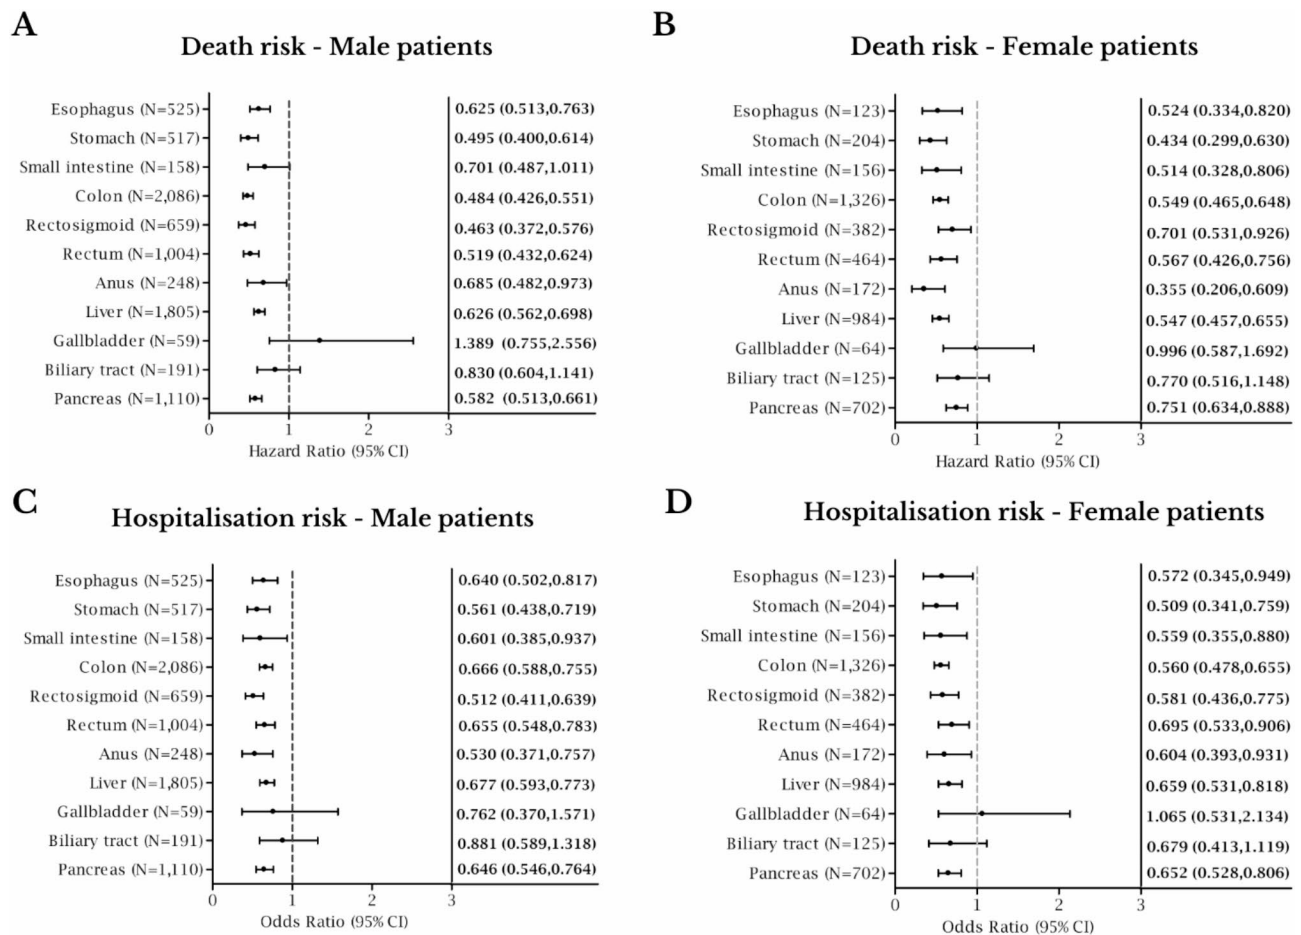 A
Death risk - Male patients
Esophagus (N=525) 0.625 (0.513,0.763)
Stomach (N=517) 0.495 (0.400,0.614)
Small intestine (N=158) 0.701 (0.487,1.011)
Colon (N=2,086) 0.484 (0.426,0.551)
Rectosigmoid (N=659) 0.463 (0.372,0.576)
Rectum (N=1,004) 0.519 (0.432,0.624)
Anus (N=248) 0.685 (0.482,0.973)
Liver (N=1,805) 0.626 (0.562,0.698)
Gallbladder (N=59) 1.389 (0.755,2.556)
Biliary tract (N=191) 0.830 (0.604,1.141)
Pancreas (N=1,110) 0.582 (0.513,0.661)
0 1 2 3
Hazard Ratio (95% CI)
B
Death risk - Female patients
Esophagus (N=123) 0.524 (0.334,0.820)
Stomach (N=204) 0.434 (0.299,0.630)
Small intestine (N=156) 0.514 (0.328,0.806)
Colon (N=1,326) 0.549 (0.465,0.648)
Rectosigmoid (N=382) 0.701 (0.531,0.926)
Rectum (N=464) 0.567 (0.426,0.756)
Anus (N=172) 0.355 (0.206,0.609)
Liver (N=984) 0.547 (0.457,0.655)
Gallbladder (N=64) 0.996 (0.587,1.692)
Biliary tract (N=125) 0.770 (0.516,1.148)
Pancreas (N=702) 0.751 (0.634,0.888)
0 1 2 3
Hazard Ratio (95% CI)
C
Hospitalisation risk - Male patients
Esophagus (N=525) 0.640 (0.502,0.817)
Stomach (N=517) 0.561 (0.438,0.719)
Small intestine (N=158) 0.601 (0.385,0.937)
Colon (N=2,086) 0.666 (0.588,0.755)
Rectosigmoid (N=659) 0.512 (0.411,0.639)
Rectum (N=1,004) 0.655 (0.548,0.783)
Anus (N=248) 0.530 (0.371,0.757)
Liver (N=1,805) 0.677 (0.593,0.773)
Gallbladder (N=59) 0.762 (0.370,1.571)
Biliary tract (N=191) 0.881 (0.589,1.318)
Pancreas (N=1,110) 0.646 (0.546,0.764)
0 1 2 3
Odds Ratio (95% CI)
D
Hospitalisation risk - Female patients
Esophagus (N=123) 0.572 (0.345,0.949)
Stomach (N=204) 0.509 (0.341,0.759)
Small intestine (N=156) 0.559 (0.355,0.880)
Colon (N=1,326) 0.560 (0.478,0.655)
Rectosigmoid (N=382) 0.581 (0.436,0.775)
Rectum (N=464) 0.695 (0.533,0.906)
Anus (N=172) 0.604 (0.393,0.931)
Liver (N=984) 0.659 (0.531,0.818)
Gallbladder (N=64) 1.065 (0.531,2.134)
Biliary tract (N=125) 0.679 (0.413,1.119)
Pancreas (N=702) 0.652 (0.528,0.806)
0 1 2 3
Odds Ratio (95% CI)